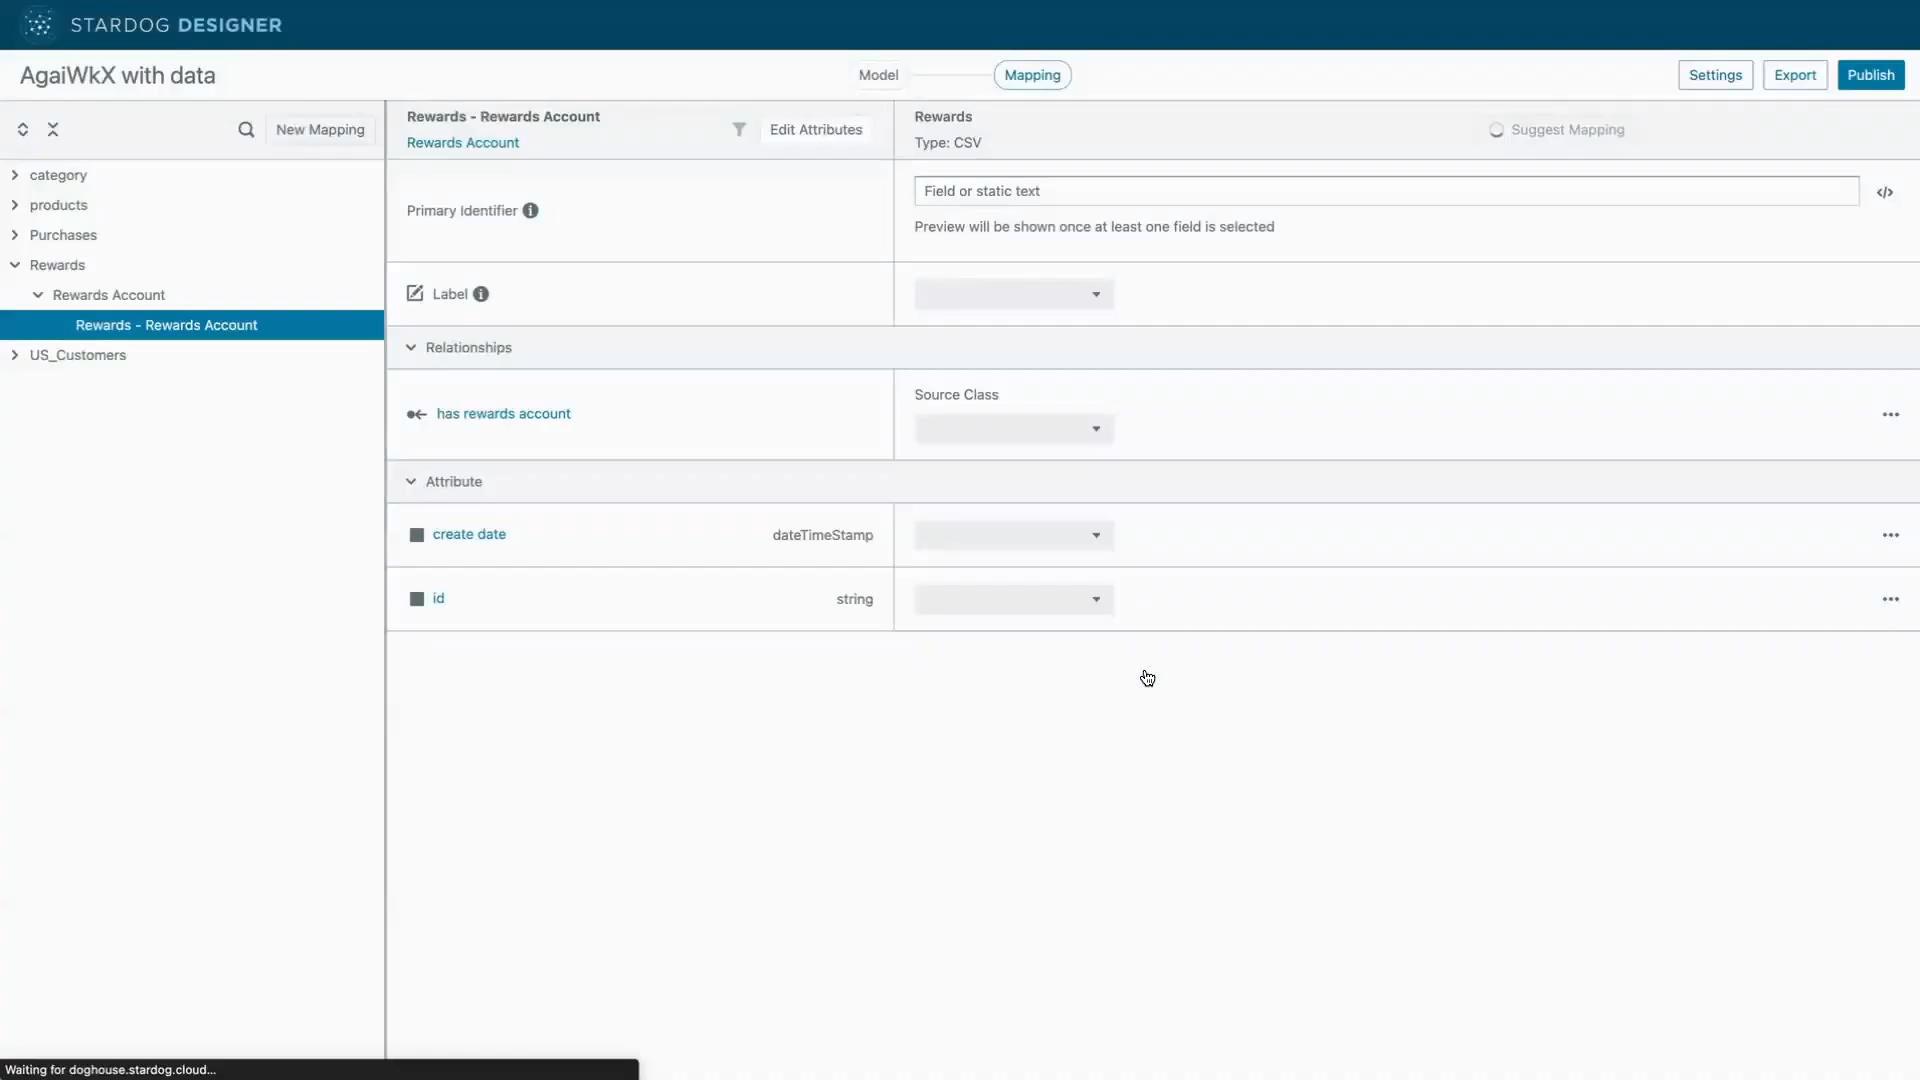 STARDOG DESIGNER
AgaiWkX with data
Model
Mapping
Settings
Export
Publish
New Mapping
category
products
Purchases
Rewards
Rewards Account
Rewards - Rewards Account
US_Customers
Rewards - Rewards Account
Rewards Account
Edit Attributes
Rewards
Type: CSV
Suggest Mapping
Primary Identifier
Field or static text
Preview will be shown once at least one field is selected
Label
Relationships
has rewards account
Source Class
Attribute
create date
dateTimeStamp
id
string
Waiting for doghouse.stardog.cloud...